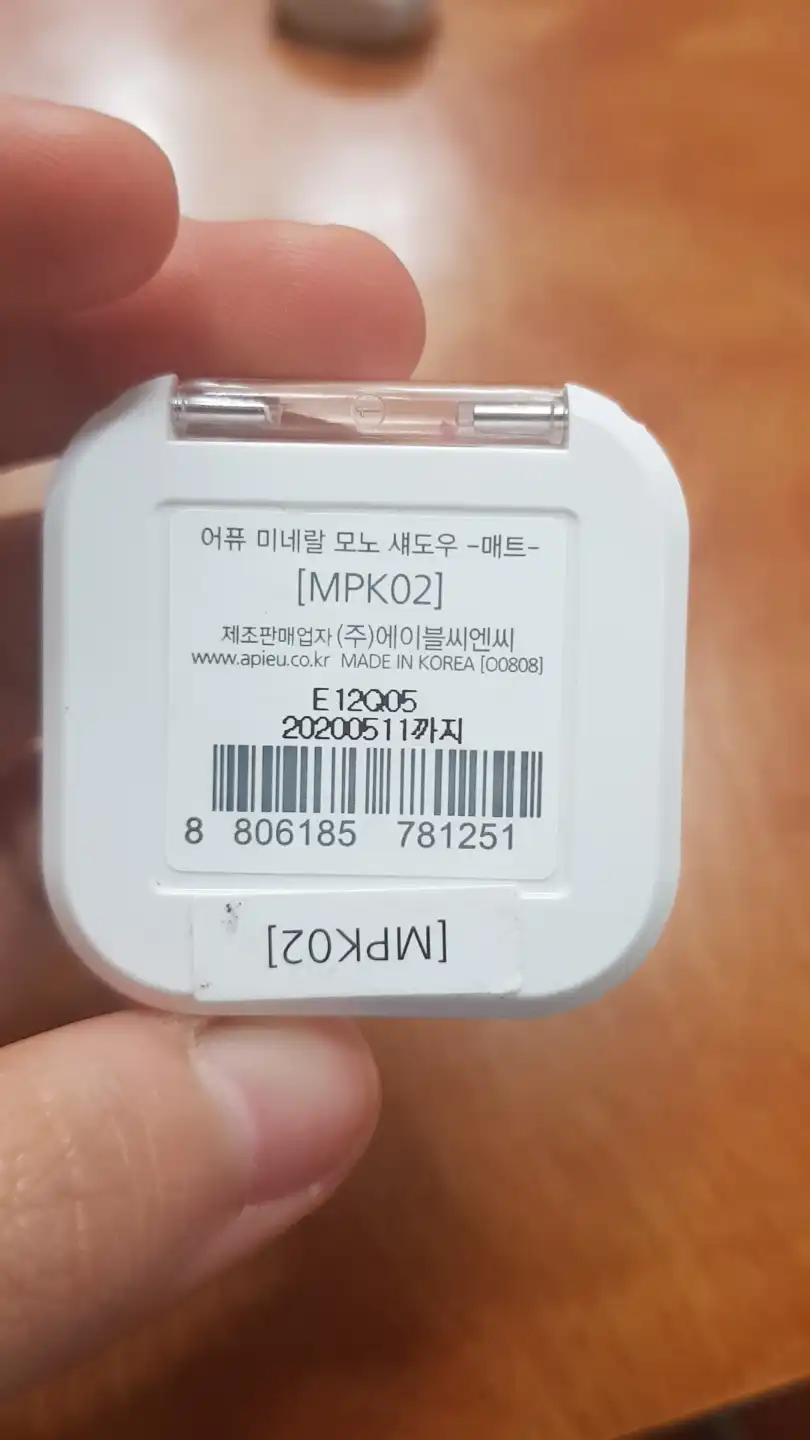 어퓨 미네랄 모노 섀도우 -매트-
[MPK02]
제조판매업자 (주)에이블씨엔씨
www.apieu.co.kr MADE IN KOREA [O0808]
E12Q05
20200511까지
8 806185 781251
[MPK02]